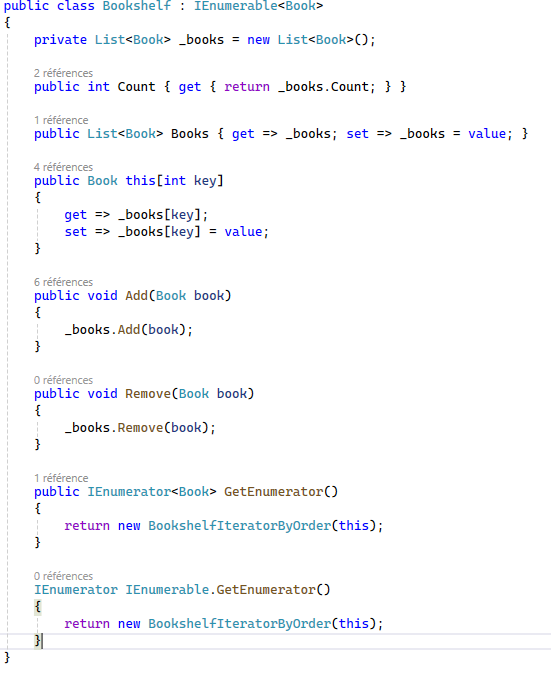 public class Bookshelf : IEnumerable<Book>
{
private List<Book> _books = new List<Book>();
2 références
public int Count { get { return _books.Count; } }
1 référence
public List<Book> Books { get => _books; set => _books = value; }
4 références
public Book this[int key]
{
get => _books[key];
set => _books[key] = value;
}
6 références
public void Add(Book book)
{
_books.Add(book);
}
0 références
public void Remove(Book book)
{
_books.Remove(book);
}
1 référence
public IEnumerator<Book> GetEnumerator()
{
return new BookshelfIteratorByOrder(this);
}
0 références
IEnumerator IEnumerable.GetEnumerator()
{
return new BookshelfIteratorByOrder(this);
}
}